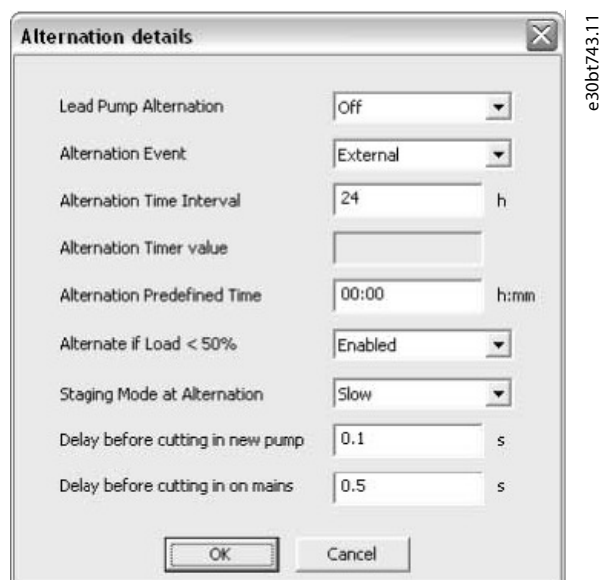 Alternation details
Lead Pump Alternation Off
Alternation Event External
Alternation Time Interval 24 h
Alternation Timer value
Alternation Predefined Time 00:00 h:mm
Alternate if Load < 50% Enabled
Staging Mode at Alternation Slow
Delay before cutting in new pump 0.1 s
Delay before cutting in on mains 0.5 s
OK Cancel
e30bt743.11